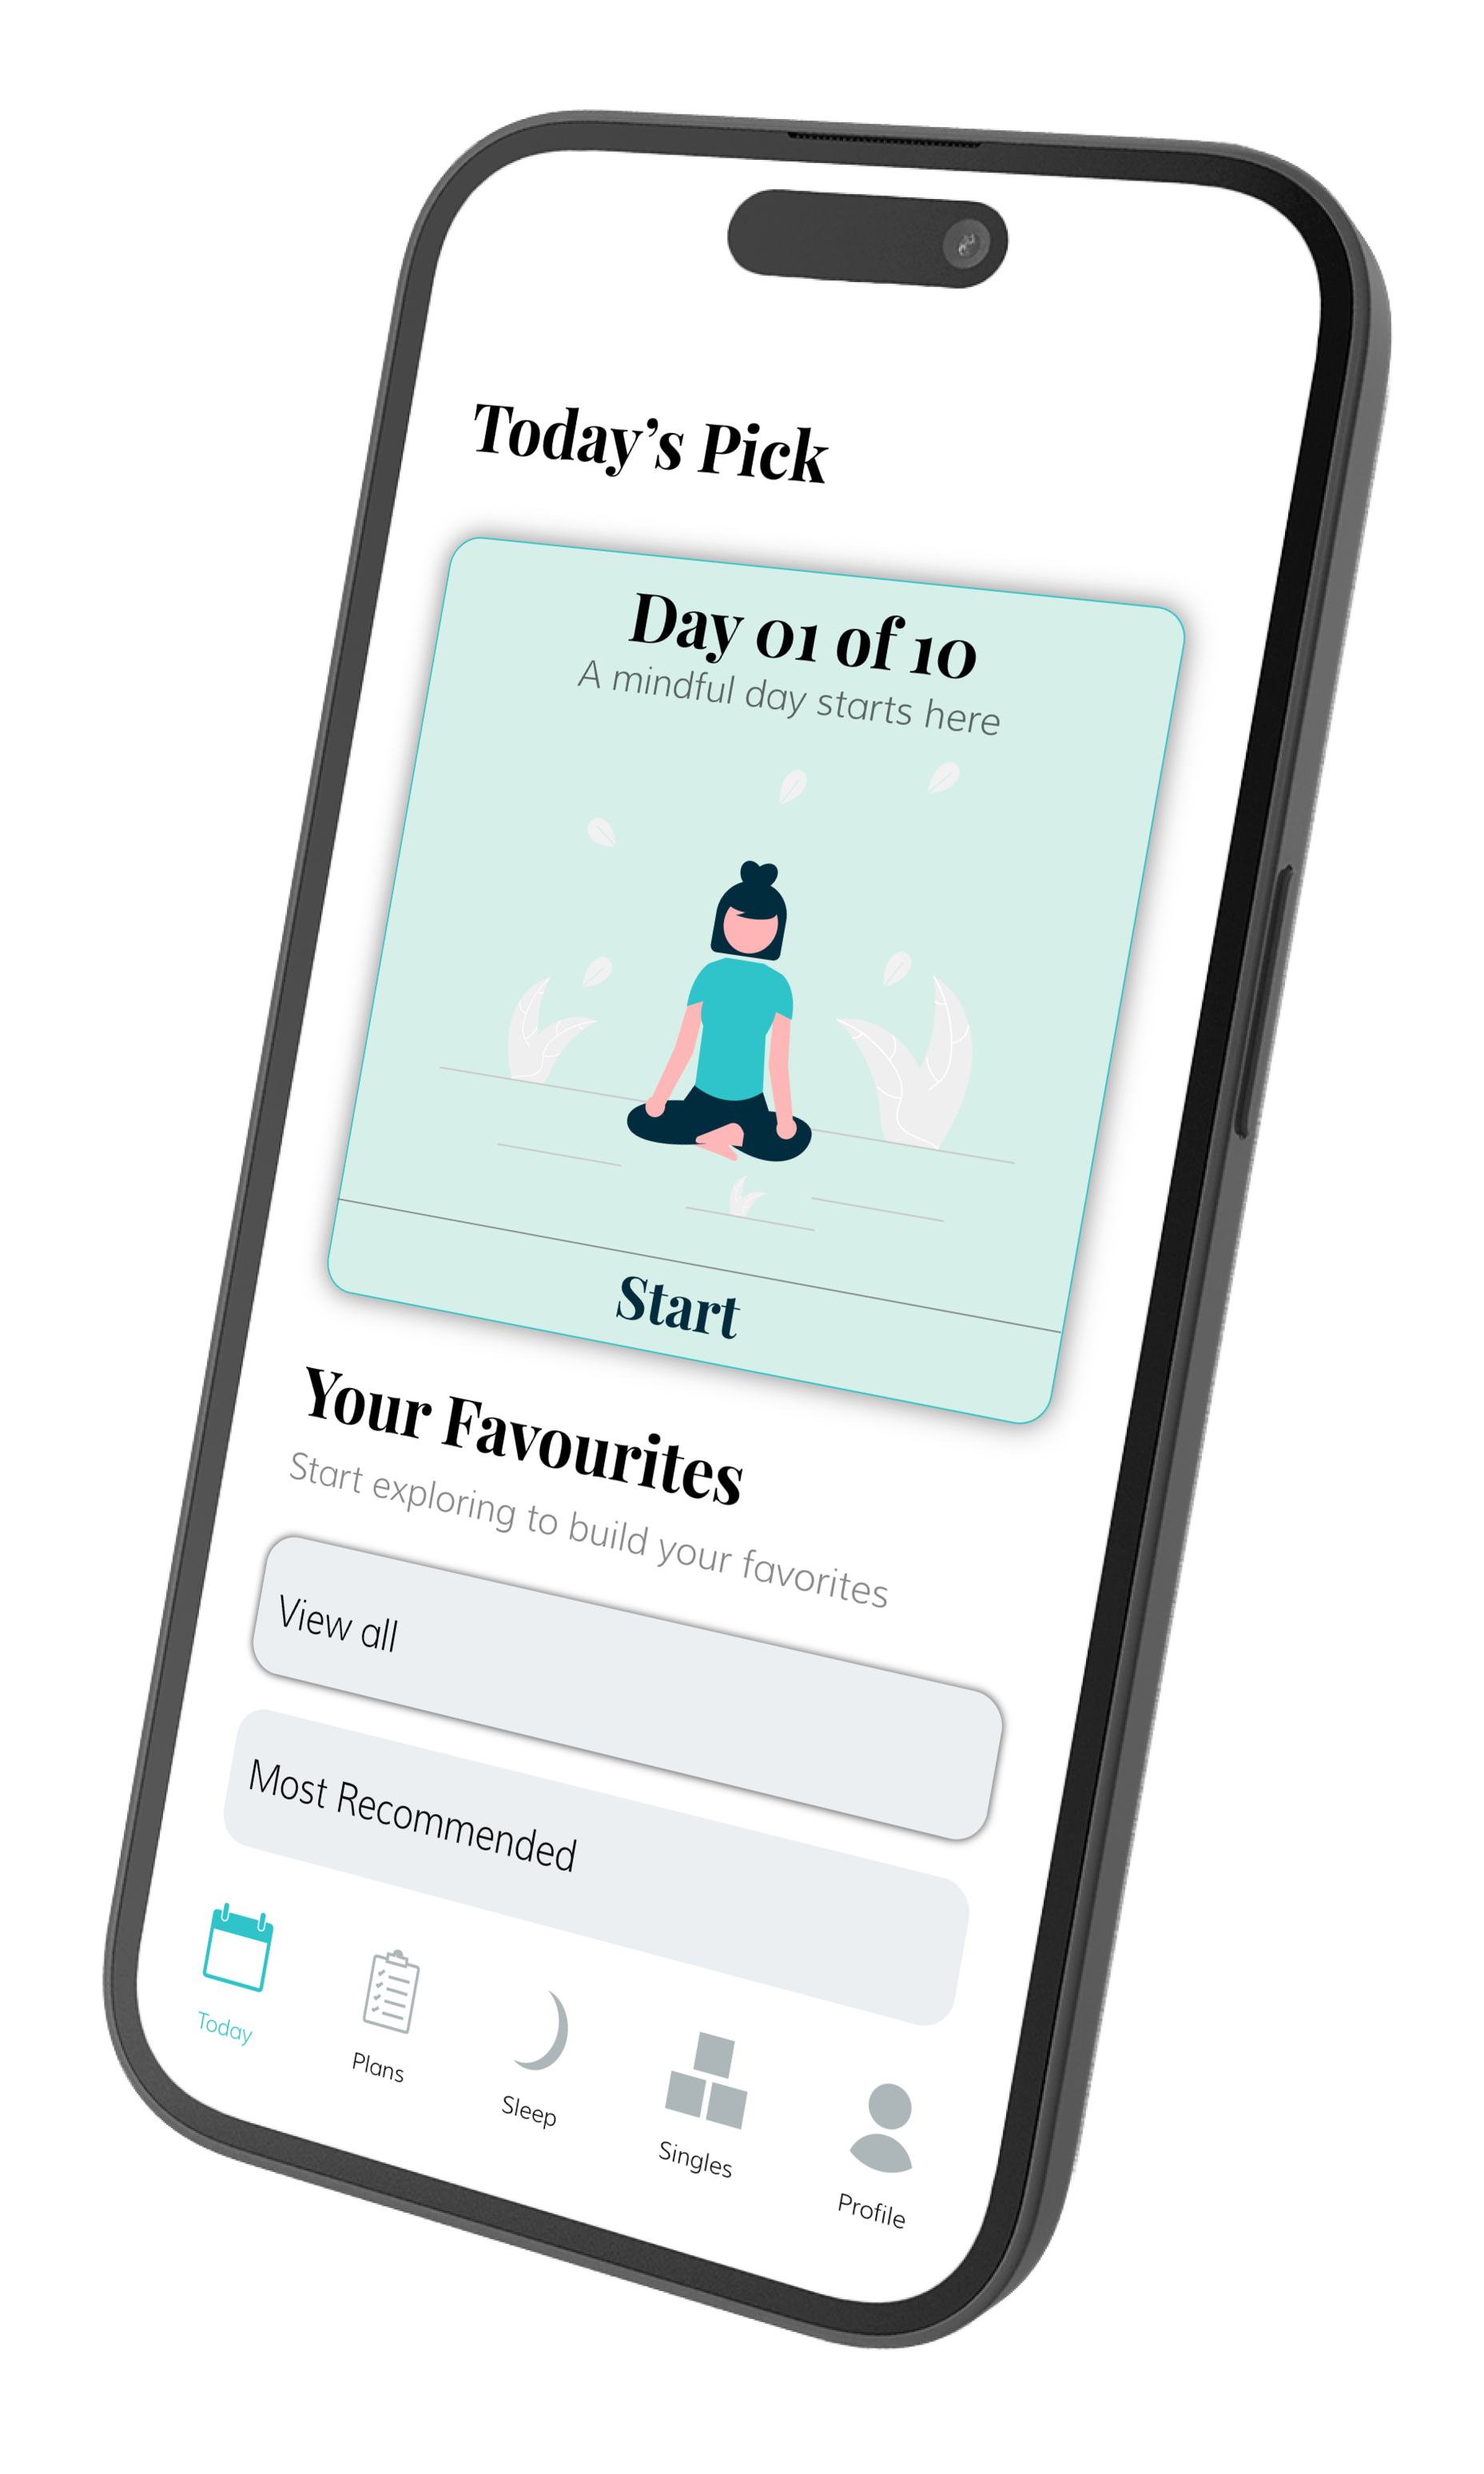 Today’s Pick
Day 01 of 10
A mindful day starts here
Start
Your Favourites
Start exploring to build your favorites
View all
Most Recommended
Today
Plans
Sleep
Singles
Profile